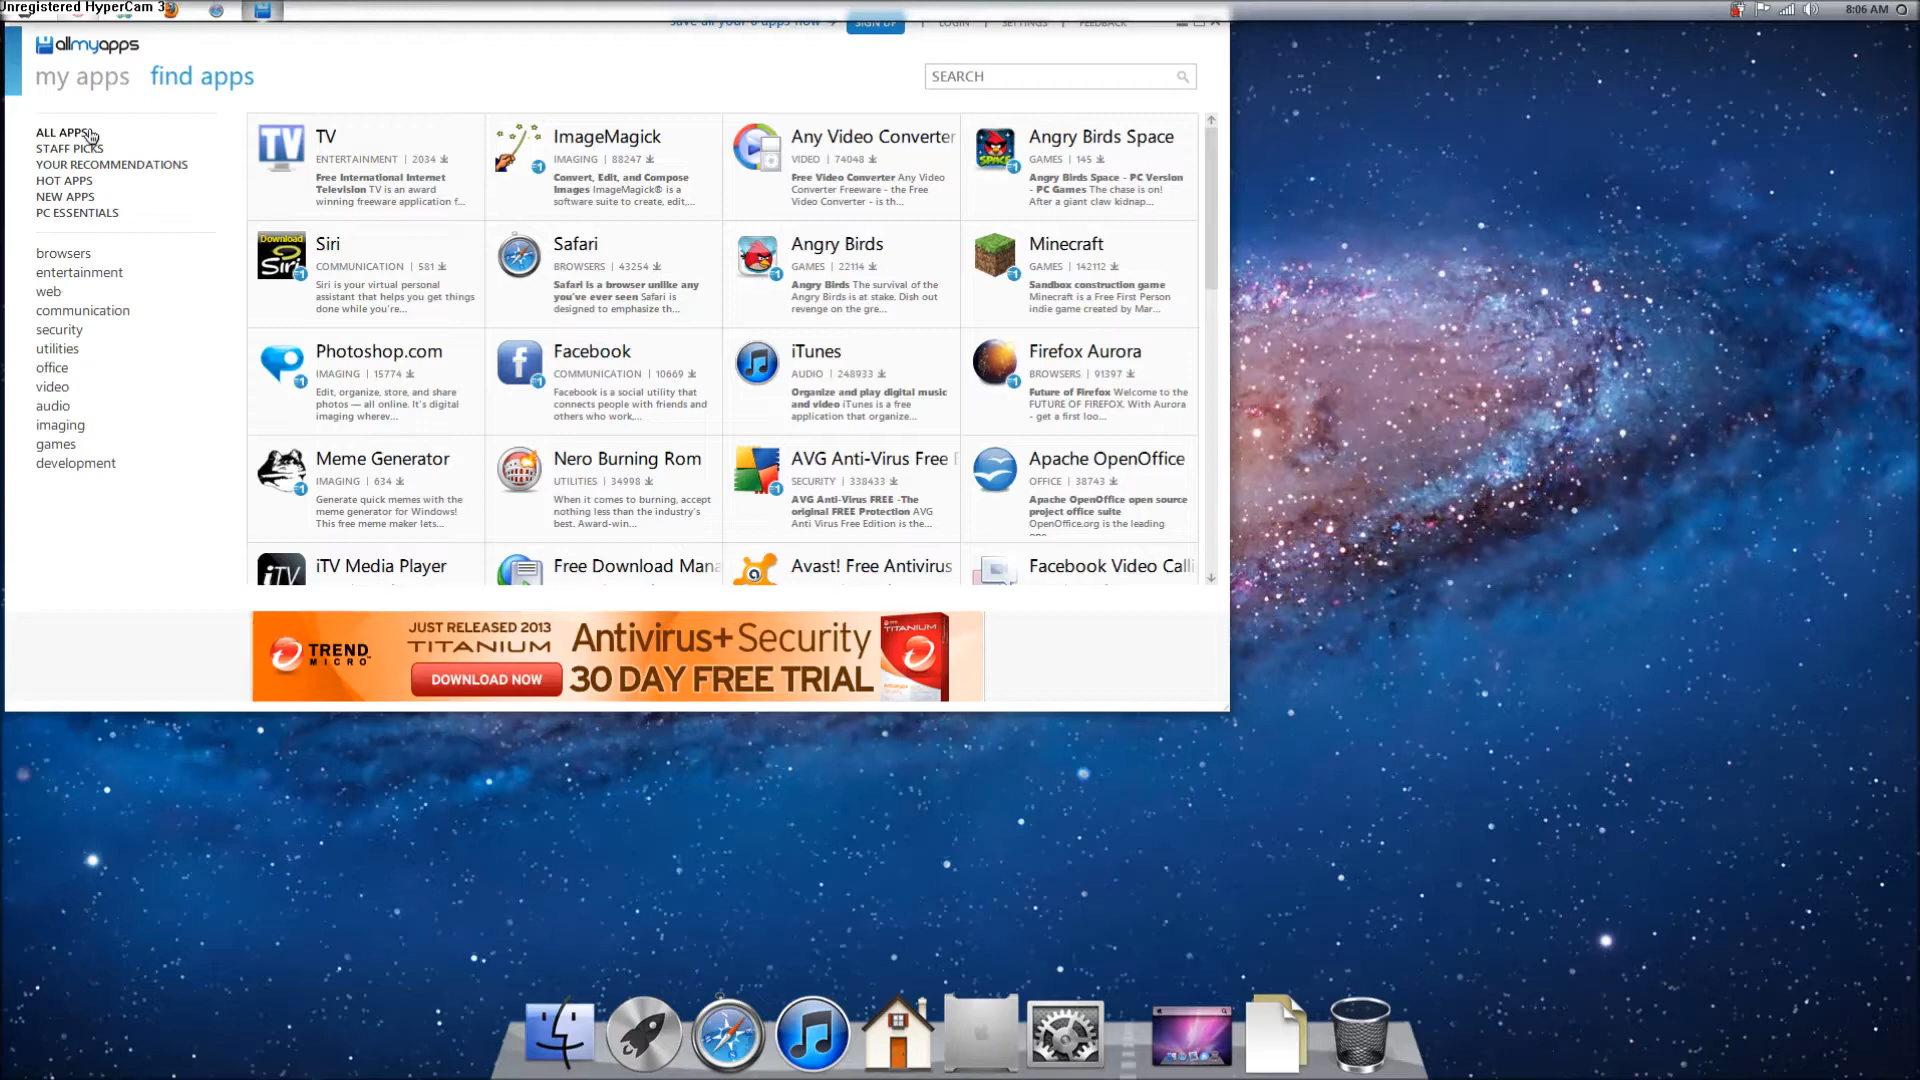 Unregistered HyperCam 3
8:06 AM
save all your 6 apps now
SIGN UP
LOGIN
SETTINGS
FEEDBACK
allmyapps
my apps find apps
SEARCH
ALL APPS
STAFF PICKS
YOUR RECOMMENDATIONS
HOT APPS
NEW APPS
PC ESSENTIALS
browsers
entertainment
web
communication
security
utilities
office
video
audio
imaging
games
development
TV
TV
ENTERTAINMENT | 2034
Free International Internet
Television TV is an award
winning freeware application f...
ImageMagick
IMAGING | 88247
Convert, Edit, and Compose
Images ImageMagick® is a
software suite to create, edit,...
Any Video Converter
VIDEO | 74048
Free Video Converter Any Video
Converter Freeware - the Free
Video Converter - is th...
SPACE
Angry Birds Space
GAMES | 145
Angry Birds Space - PC Version
- PC Games The chase is on!
After a giant claw kidnap...
Download
Siri
Siri
COMMUNICATION | 581
Siri is your virtual personal
assistant that helps you get things
done while you're...
Safari
BROWSERS | 43254
Safari is a browser unlike any
you've ever seen Safari is
designed to emphasize th...
Angry Birds
GAMES | 22114
Angry Birds The survival of the
Angry Birds is at stake. Dish out
revenge on the gre...
Minecraft
GAMES | 142112
Sandbox construction game
Minecraft is a Free First Person
indie game created by Mar...
Photoshop.com
IMAGING | 15774
Edit, organize, store, and share
photos — all online. It's digital
imaging wherev...
Facebook
COMMUNICATION | 10669
Facebook is a social utility that
connects people with friends and
others who work,...
iTunes
AUDIO | 248933
Organize and play digital music
and video iTunes is a free
application that organize...
Firefox Aurora
BROWSERS | 91397
Future of Firefox Welcome to the
FUTURE OF FIREFOX. With Aurora
- get a first loo...
Meme Generator
IMAGING | 634
Generate quick memes with the
meme generator for Windows!
This free meme maker lets...
Nero Burning Rom
UTILITIES | 34998
When it comes to burning, accept
nothing less than the industry's
best. Award-win...
AVG Anti-Virus Free
SECURITY | 338433
AVG Anti-Virus FREE -The
original FREE Protection AVG
Anti Virus Free Edition is the...
Apache OpenOffice
OFFICE | 38743
Apache OpenOffice open source
project office suite
OpenOffice.org is the leading
iTV
iTV Media Player
Free Download Mana
Avast! Free Antivirus
Facebook Video Calli
TREND
MICRO
JUST RELEASED 2013
TITANIUM
DOWNLOAD NOW
Antivirus+ Security
30 DAY FREE TRIAL
TITANIUM